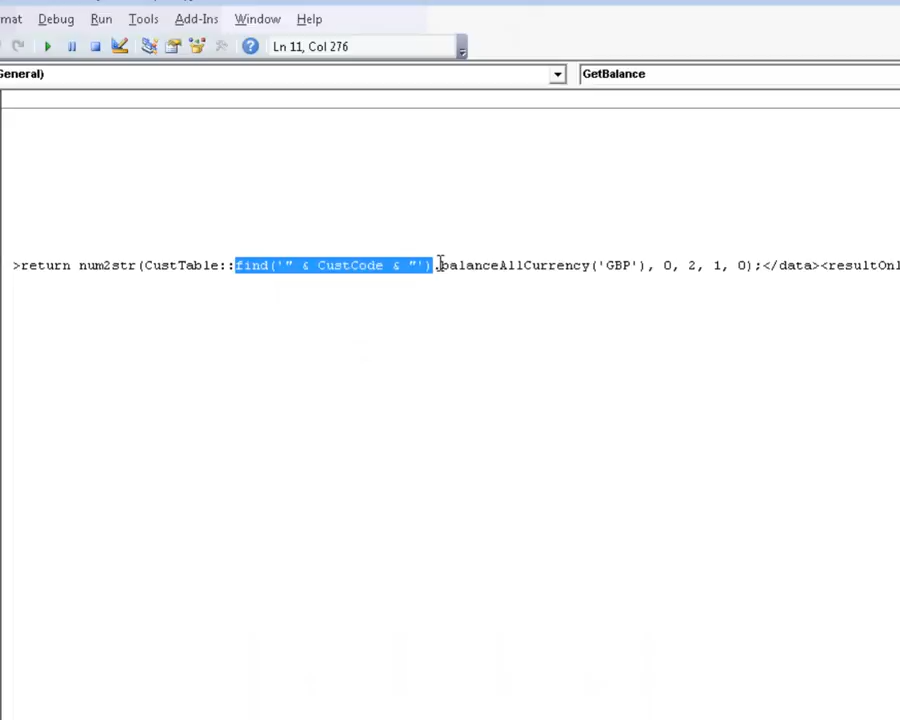 mat Debug Run Tools Add-Ins Window Help
Ln 11, Col 276
General) GetBalance
>return num2str(CustTable::find('" & CustCode & "').balanceAllCurrency('GBP'), 0, 2, 1, 0);</data><resultOnl